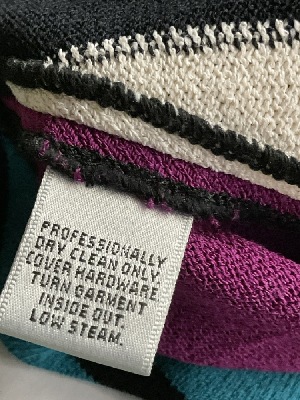 PROFESSIONALLY
DRY CLEAN ONLY
COVER HARDWARE
TURN GARMENT
INSIDE OUT.
LOW STEAM.